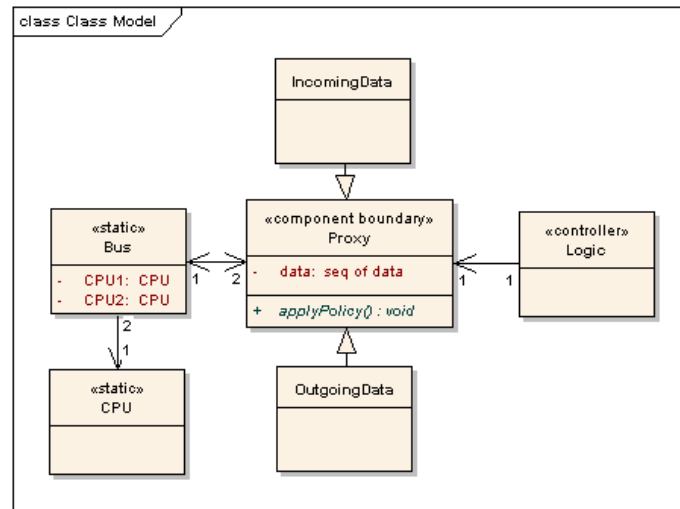 class Class Model
IncomingData
«component boundary»
Proxy
- data: seq of data
+ applyPolicy() : void
«static»
Bus
- CPU1: CPU
- CPU2: CPU
1
2
1
1
«controller»
Logic
2
1
«static»
CPU
OutgoingData